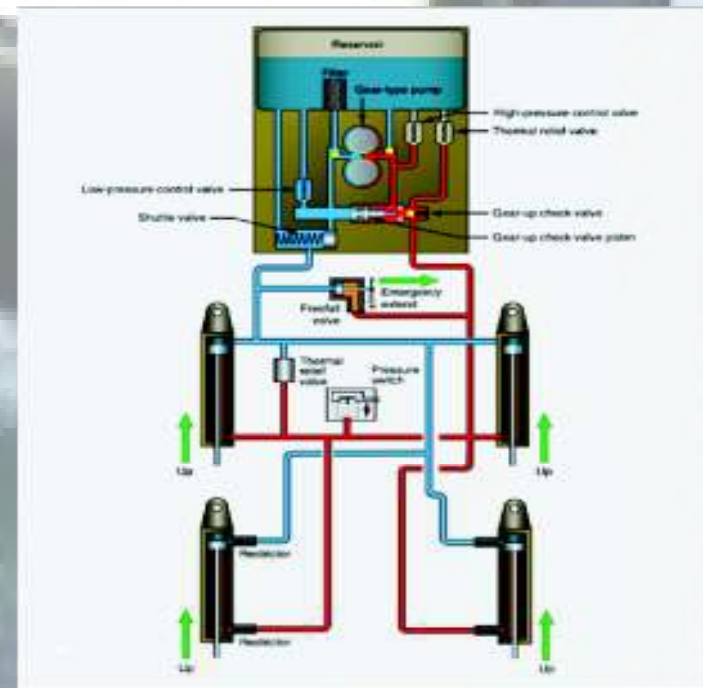 Reservoir
Filter
Gear-type pump
High-pressure control valve
Thermal relief valve
Low-pressure control valve
Shuttle valve
Gear-up check valve
Gear-up check valve piston
Emergency
extend
Freefall
valve
Thermal
relief
valve
Pressure
switch
Up
Up
Restrictor
Restrictor
Up
Up